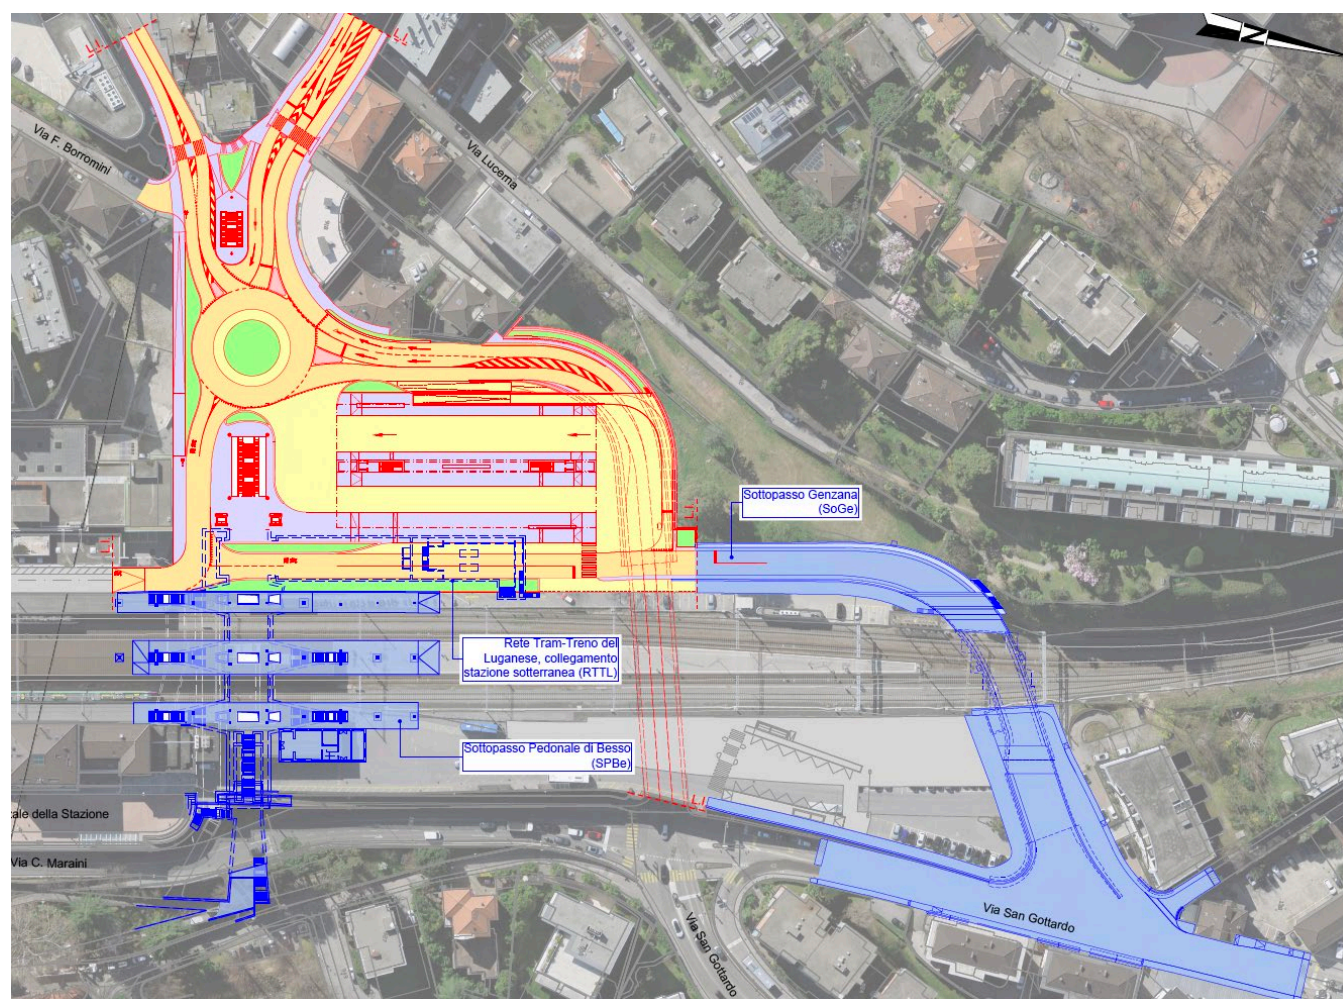 N
Via F. Borromini
Via Lucerna
Sottopasso Genzana
(SoGe)
Rete Tram-Treno del
Luganese, collegamento
stazione sotterranea (RTTL)
Sottopasso Pedonale di Besso
(SPBe)
ale della Stazione
Via C. Maraini
Via San Gottardo
Via San Gottardo